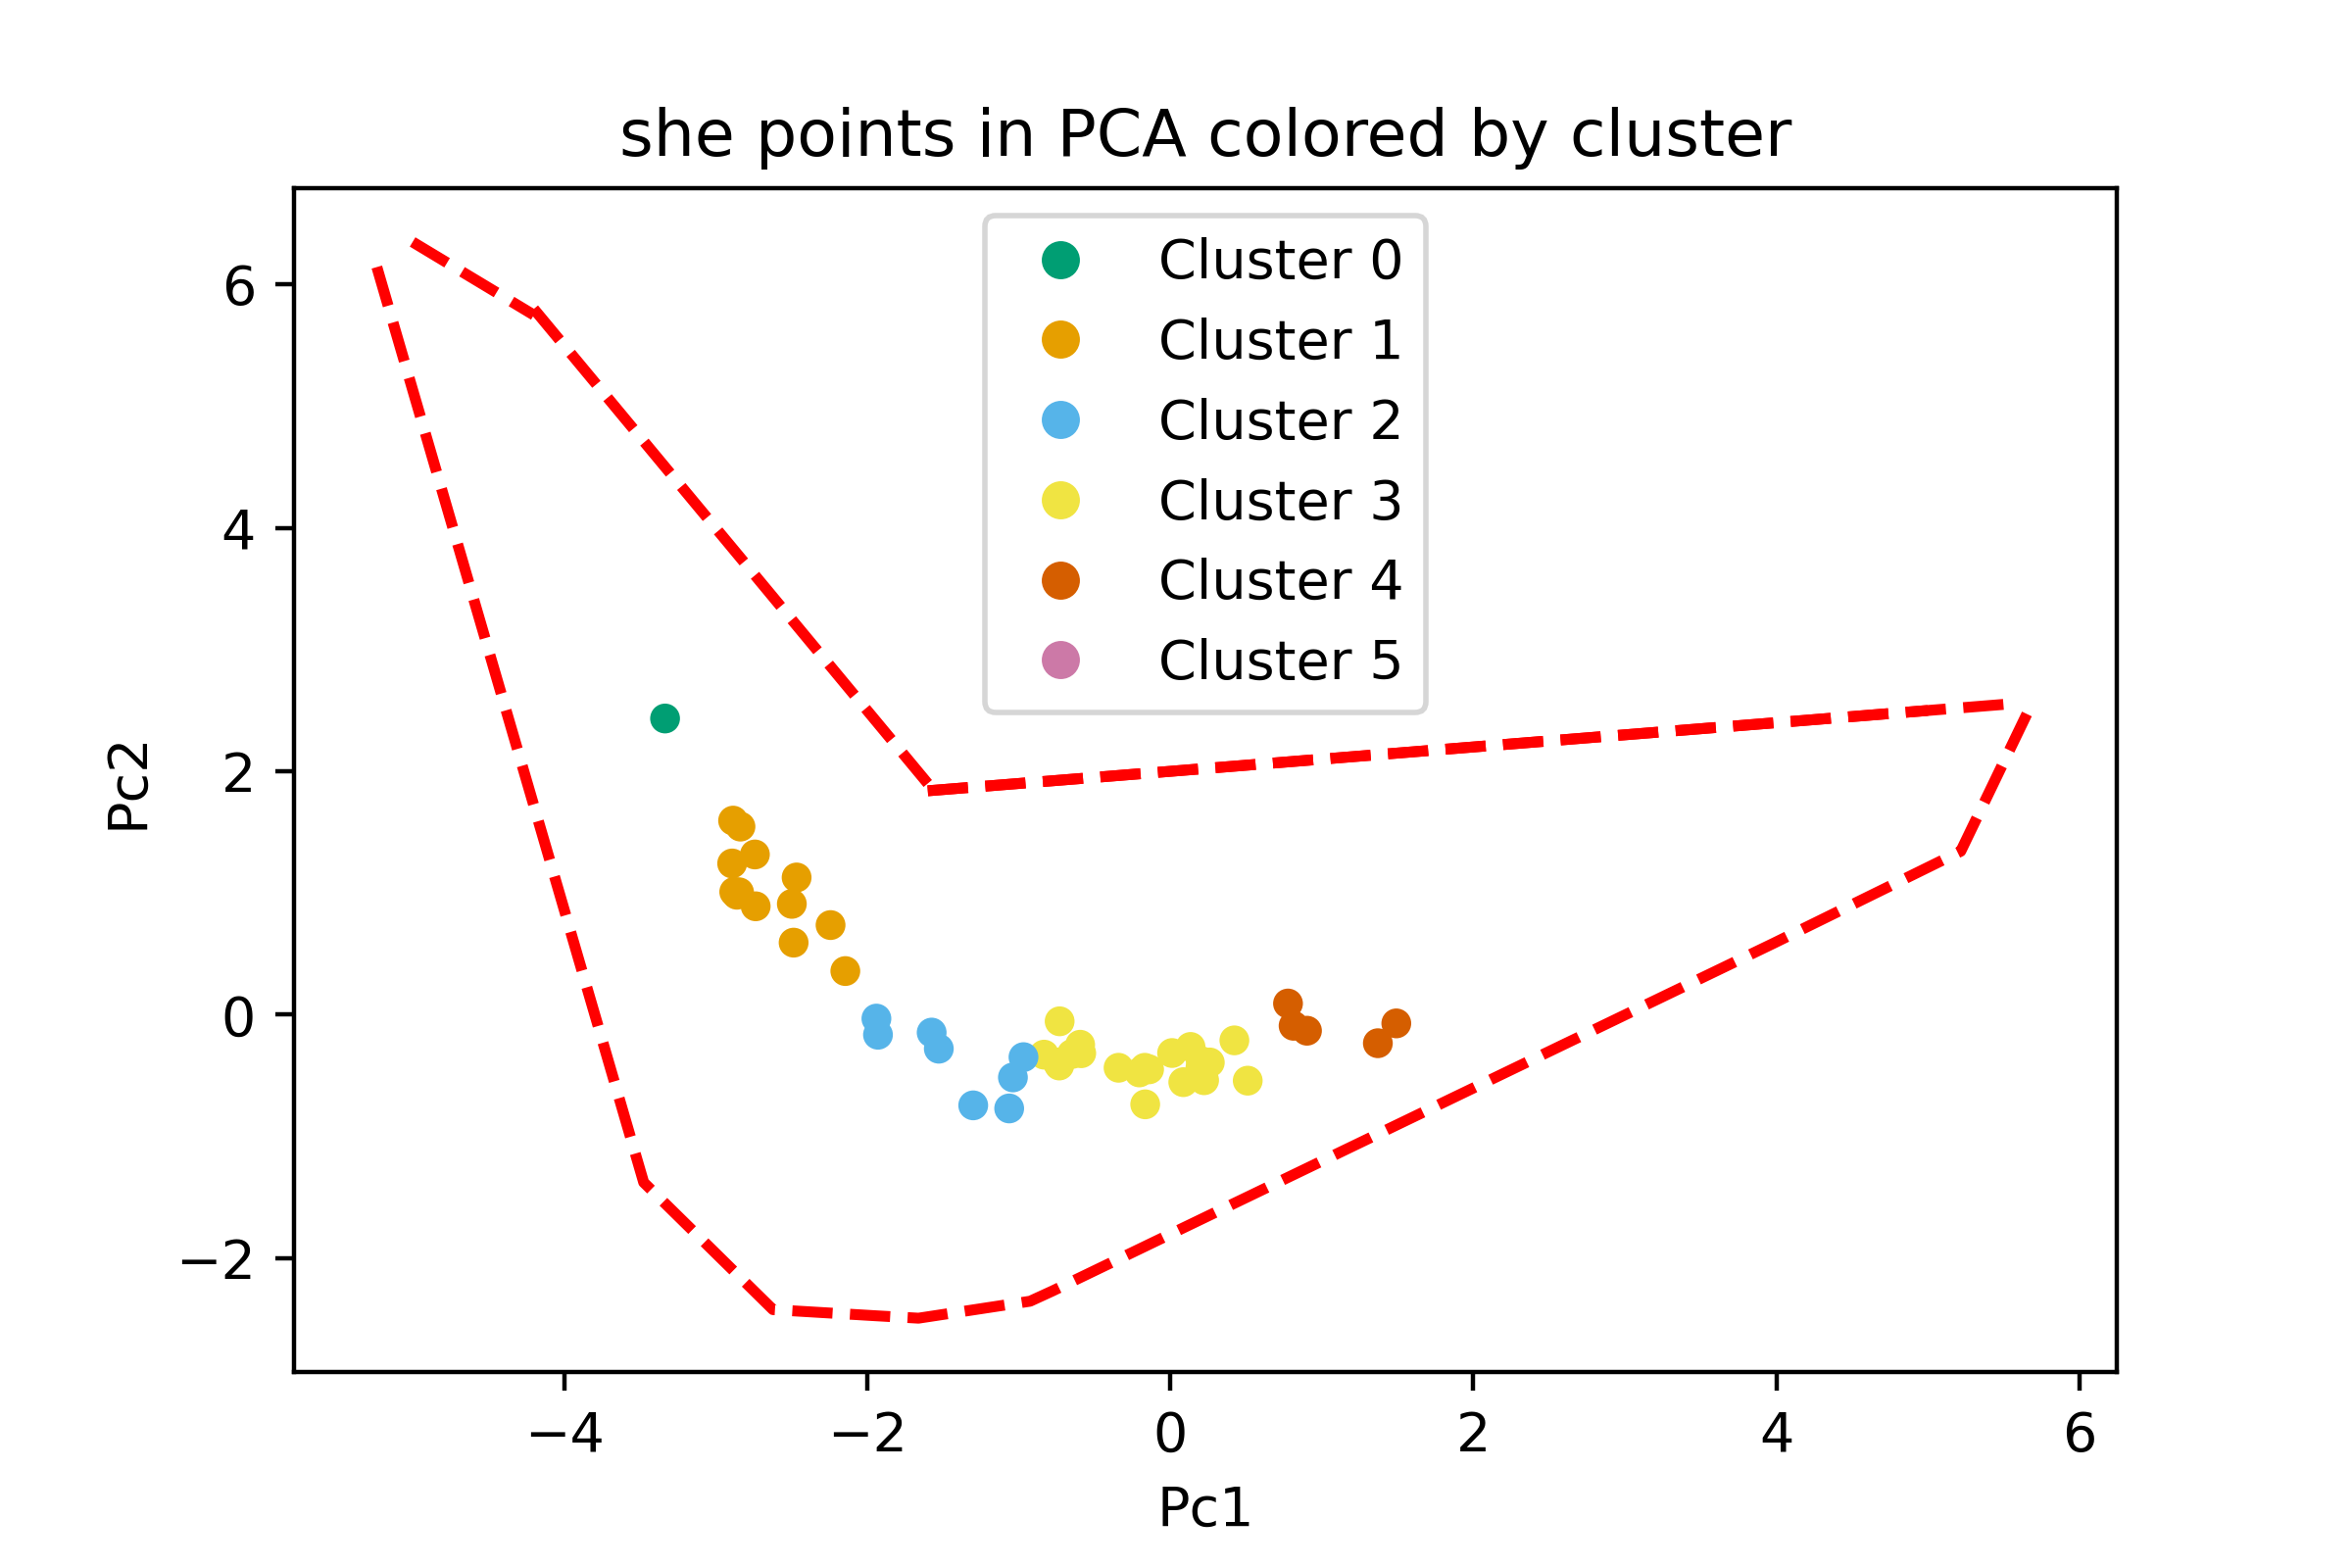 she points in PCA colored by cluster
Cluster 0
Cluster 1
Cluster 2
Cluster 3
Cluster 4
Cluster 5
6
4
2
0
−2
Pc2
−4
−2
0
2
4
6
Pc1